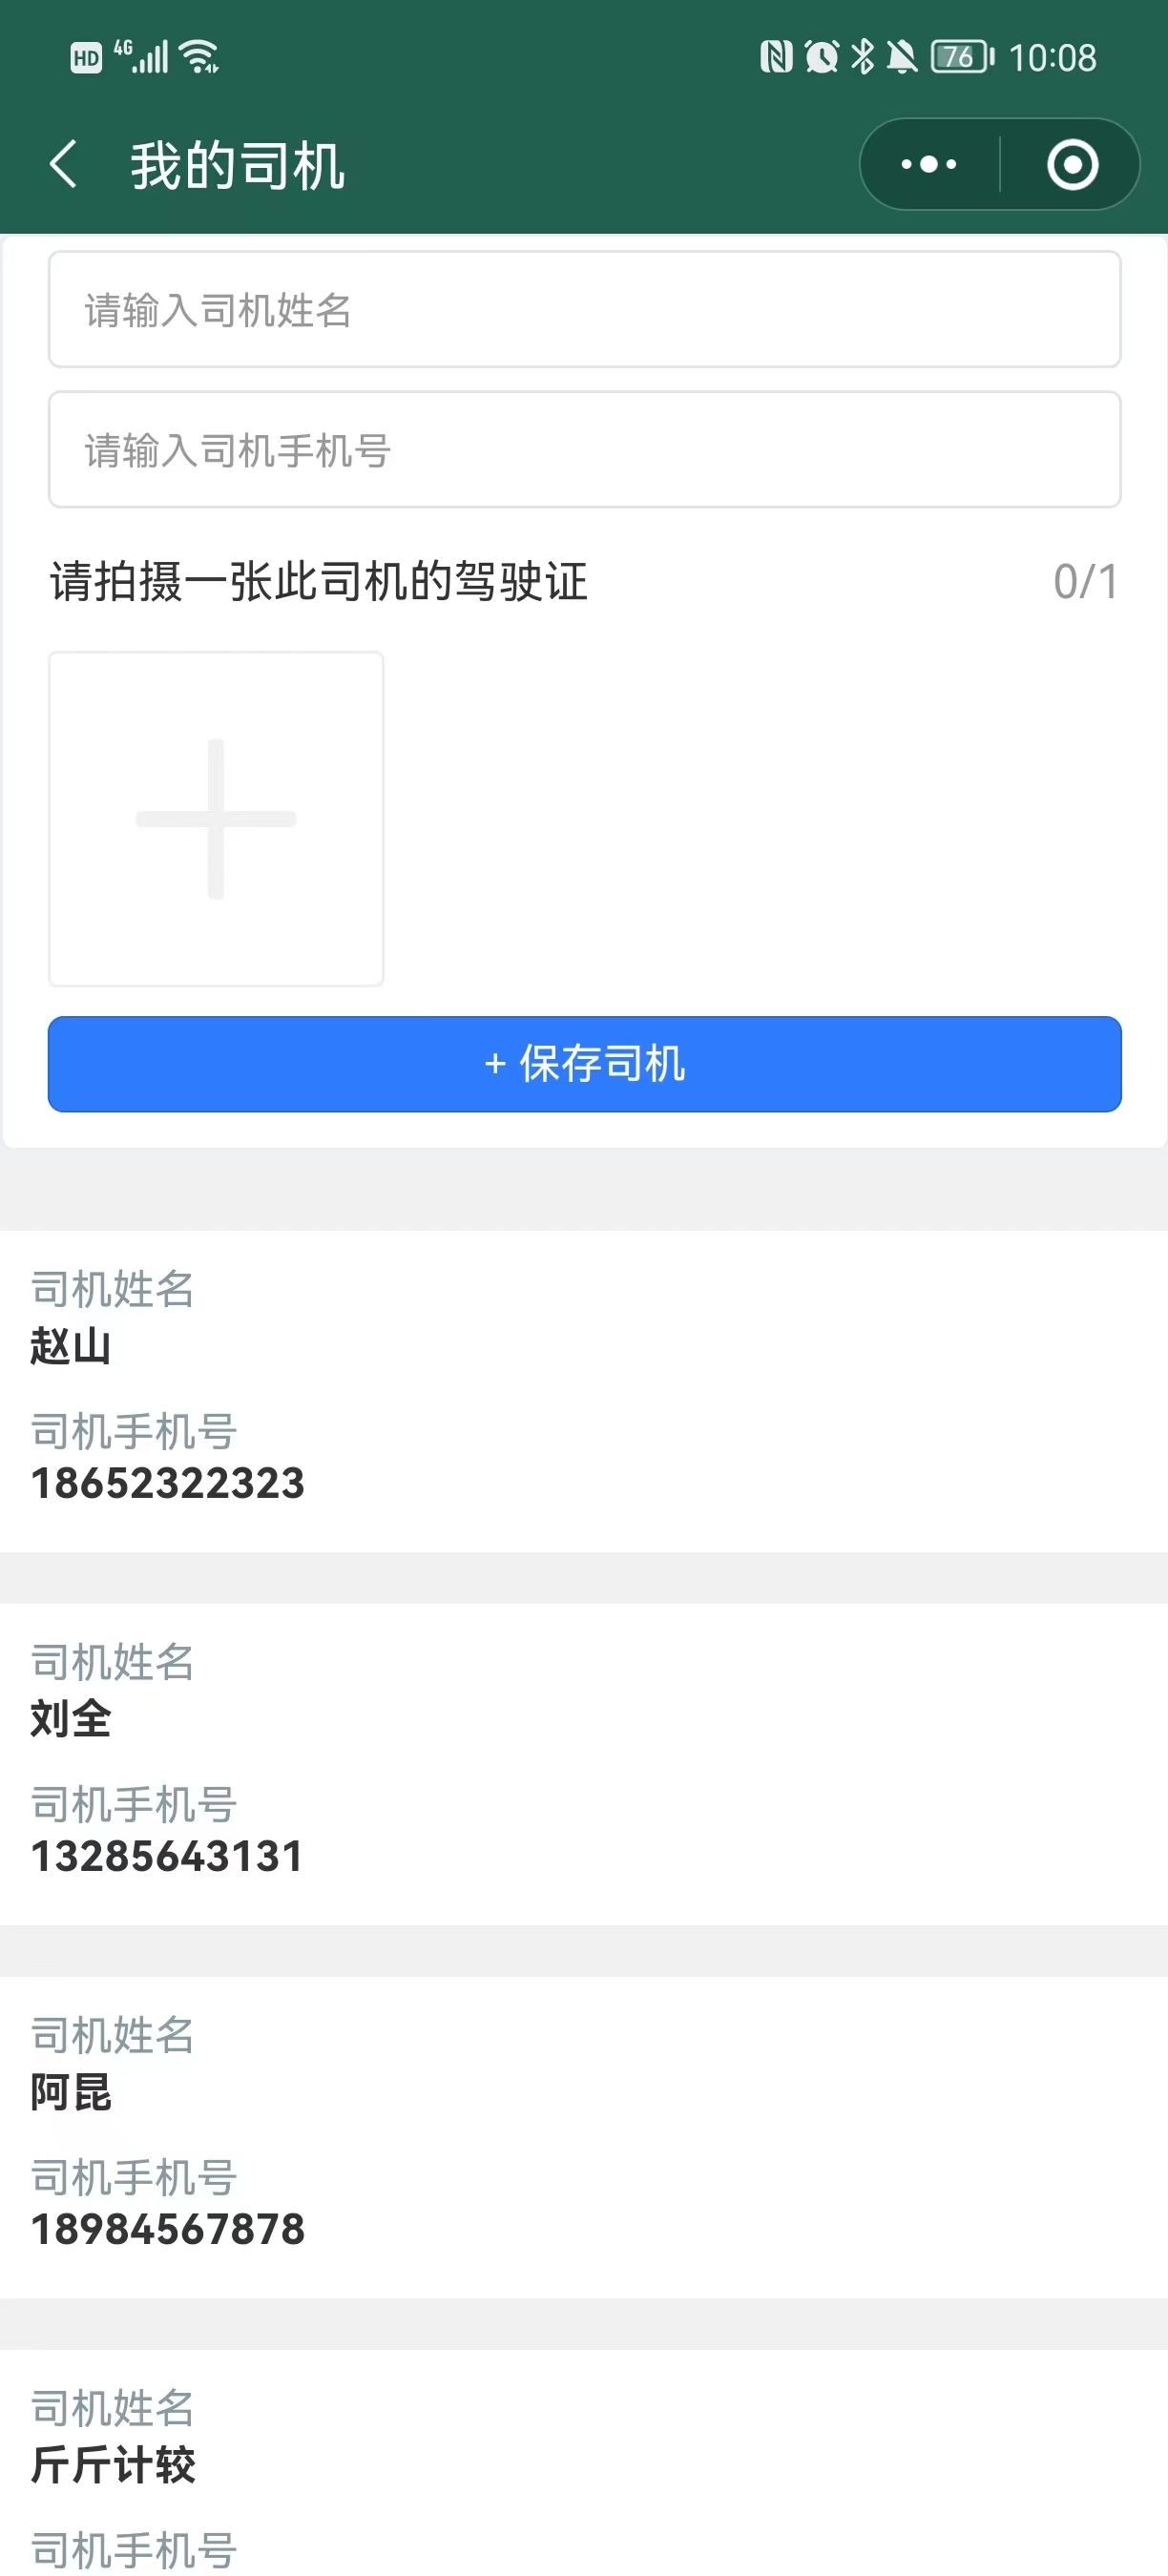 HD 4G 76 10:08
我的司机
请输入司机姓名
请输入司机手机号
请拍摄一张此司机的驾驶证 0/1
+ 保存司机
司机姓名
赵山
司机手机号
18652322323
司机姓名
刘全
司机手机号
13285643131
司机姓名
阿昆
司机手机号
18984567878
司机姓名
斤斤计较
司机手机号